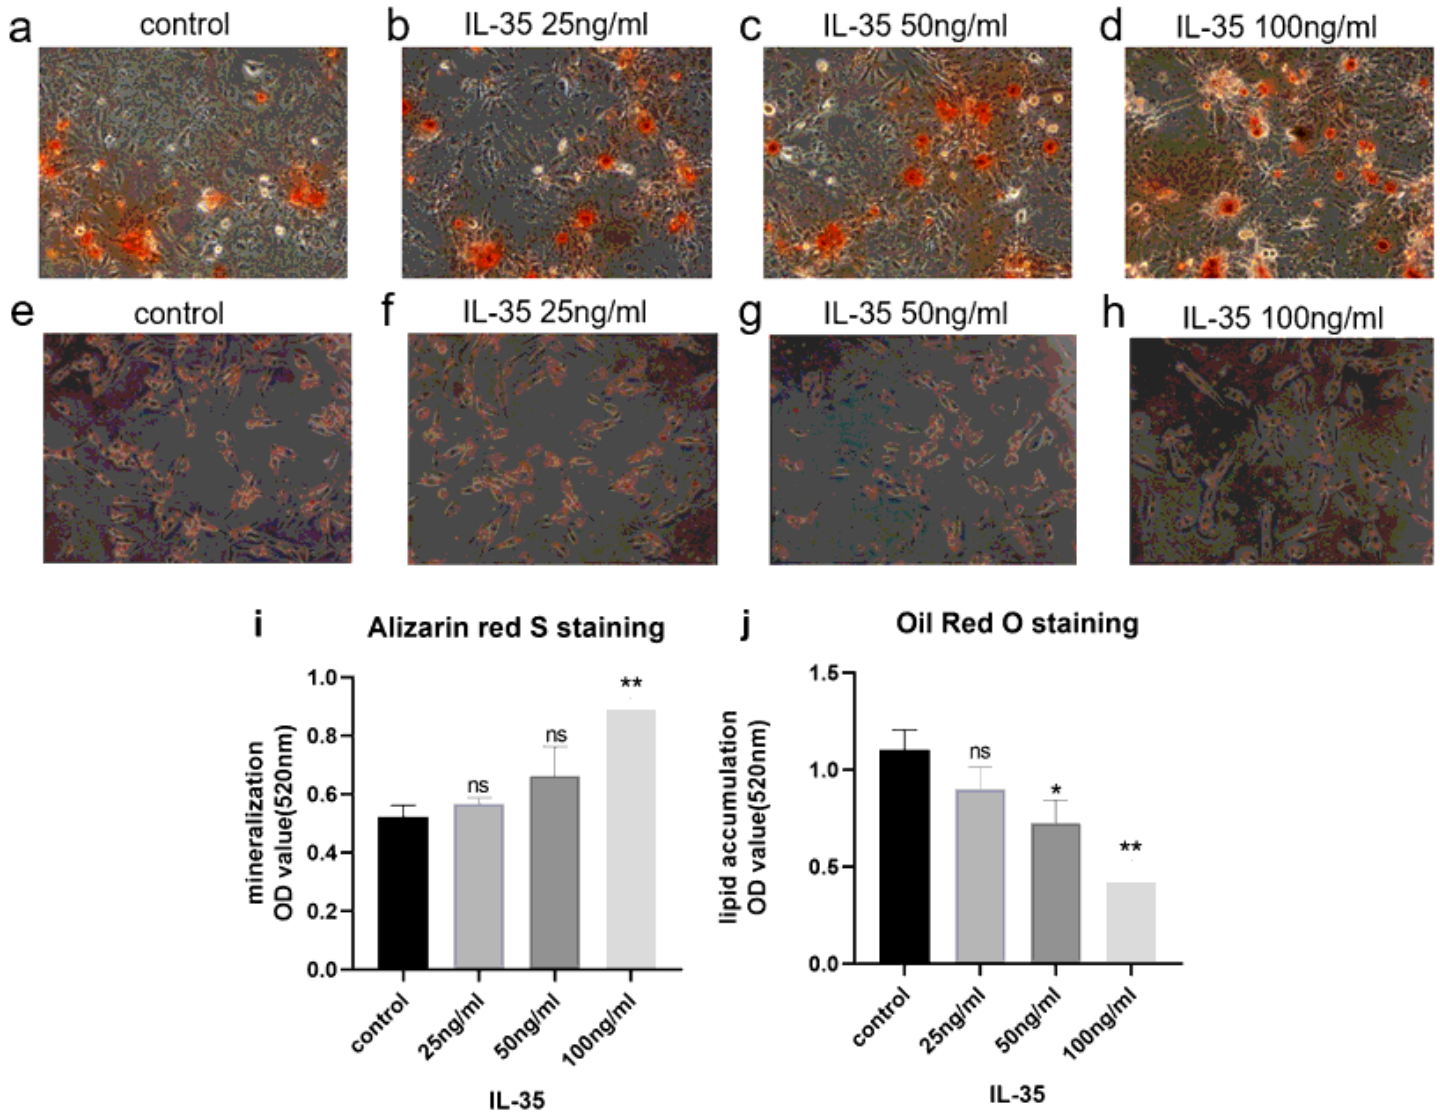 a control
b IL-35 25ng/ml
c IL-35 50ng/ml
d IL-35 100ng/ml
e control
f IL-35 25ng/ml
g IL-35 50ng/ml
h IL-35 100ng/ml
i Alizarin red S staining
mineralization
OD value(520nm)
1.0
0.8
0.6
0.4
0.2
0.0
ns
ns
**
control
25ng/ml
50ng/ml
100ng/ml
IL-35
j Oil Red O staining
lipid accumulation
OD value(520nm)
1.5
1.0
0.5
0.0
ns
*
**
control
25ng/ml
50ng/ml
100ng/ml
IL-35